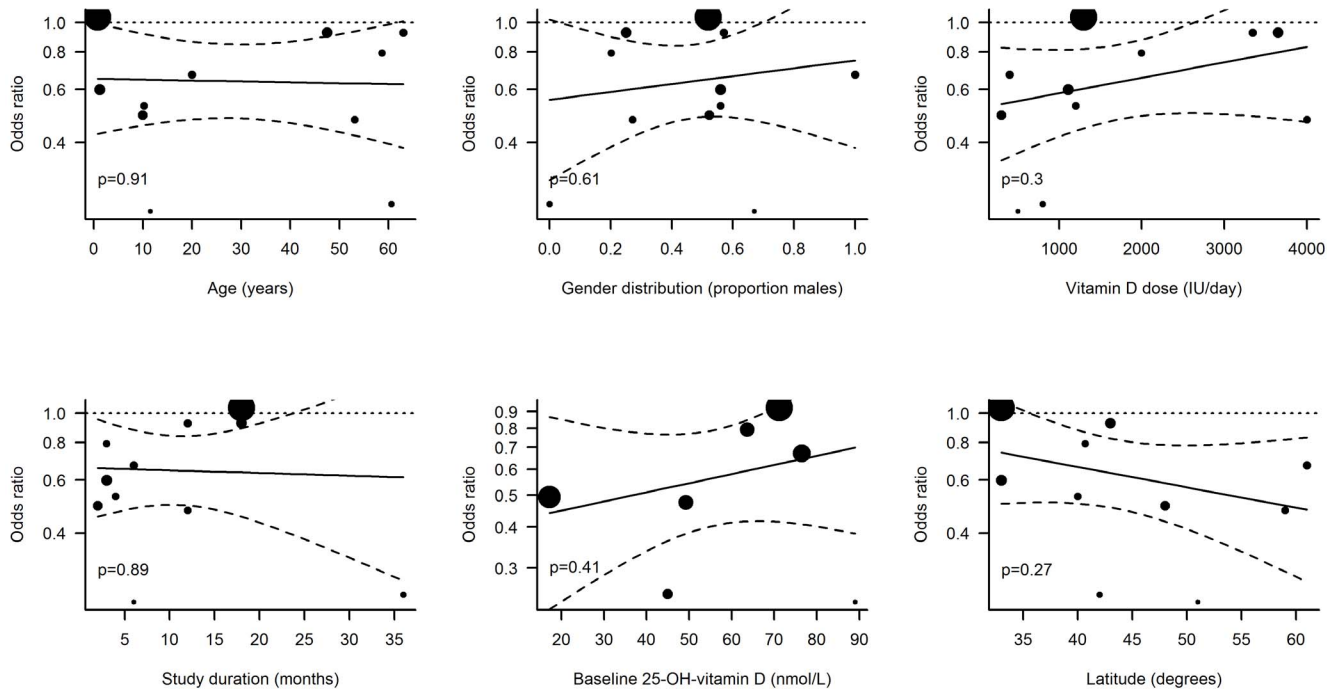 1.0
0.8
0.6
0.4
Odds ratio
p=0.91
0 10 20 30 40 50 60
Age (years)
1.0
0.8
0.6
0.4
Odds ratio
p=0.61
0.0 0.2 0.4 0.6 0.8 1.0
Gender distribution (proportion males)
1.0
0.8
0.6
0.4
Odds ratio
p=0.3
1000 2000 3000 4000
Vitamin D dose (IU/day)
1.0
0.8
0.6
0.4
Odds ratio
p=0.89
5 10 15 20 25 30 35
Study duration (months)
0.9
0.8
0.7
0.6
0.5
0.4
0.3
Odds ratio
p=0.41
20 30 40 50 60 70 80 90
Baseline 25-OH-vitamin D (nmol/L)
1.0
0.8
0.6
0.4
Odds ratio
p=0.27
35 40 45 50 55 60
Latitude (degrees)